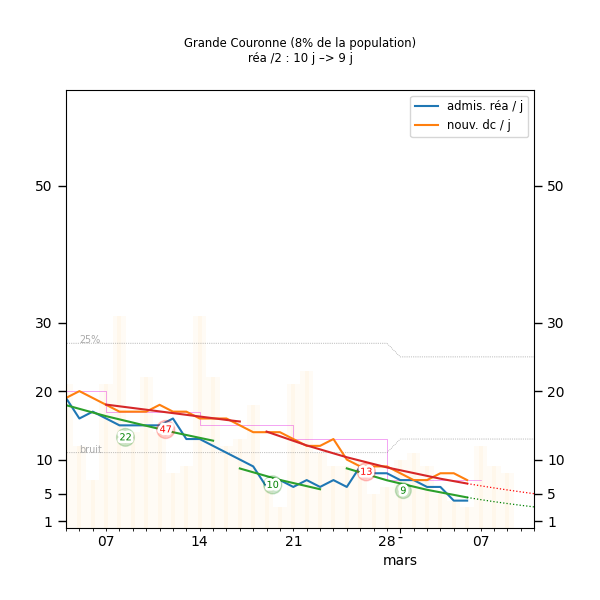 Grande Couronne (8% de la population)
réa /2 : 10 j –> 9 j
admis. réa / j
nouv. dc / j
50 50
30 30
25%
20 20
22 47
bruit
10 10
13
10 9
5 5
1 1
07 14 21 28 07
mars